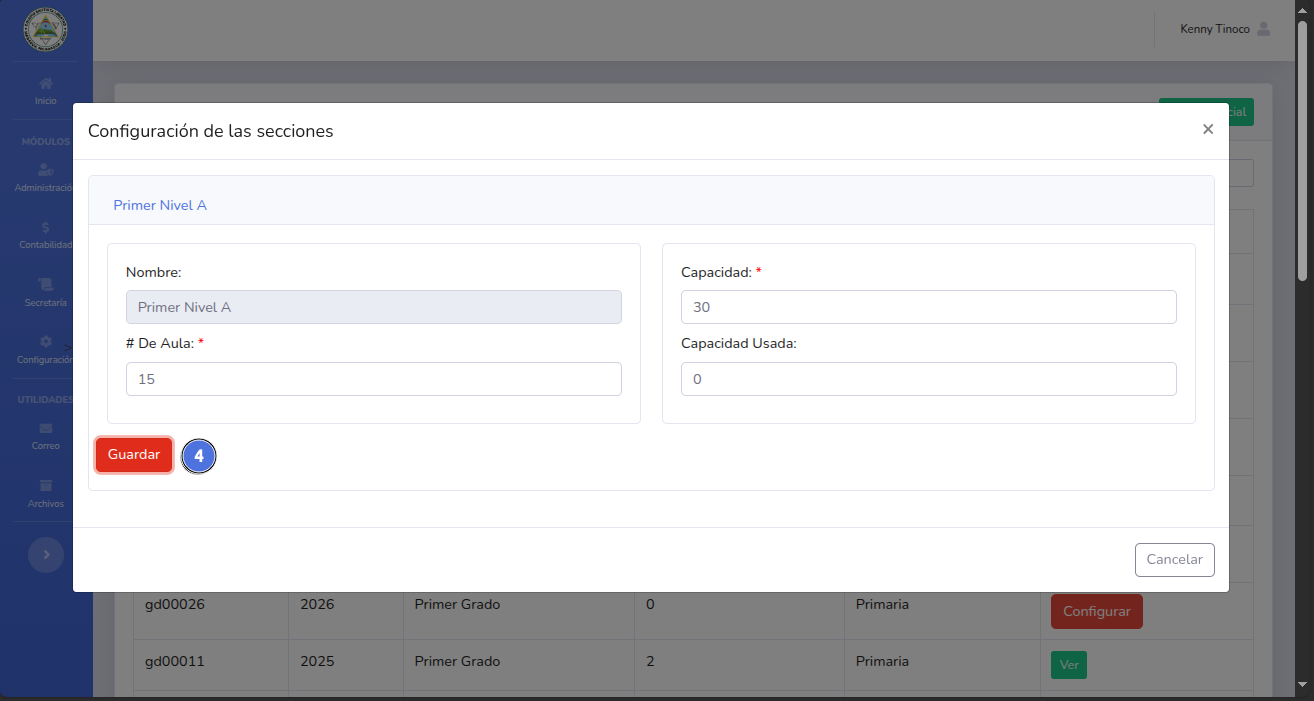 Kenny Tinoco
Inicio
cial
Configuración de las secciones
×
MÓDULOS
Administració
Primer Nivel A
Contabilidad
Nombre:
Capacidad: *
Secretaría
Primer Nivel A
30
# De Aula: *
Capacidad Usada:
Configuración
15
0
UTILIDADES
Correo
Guardar
4
Archivos
Cancelar
gd00026 2026 Primer Grado 0 Primaria Configurar
gd00011 2025 Primer Grado 2 Primaria Ver